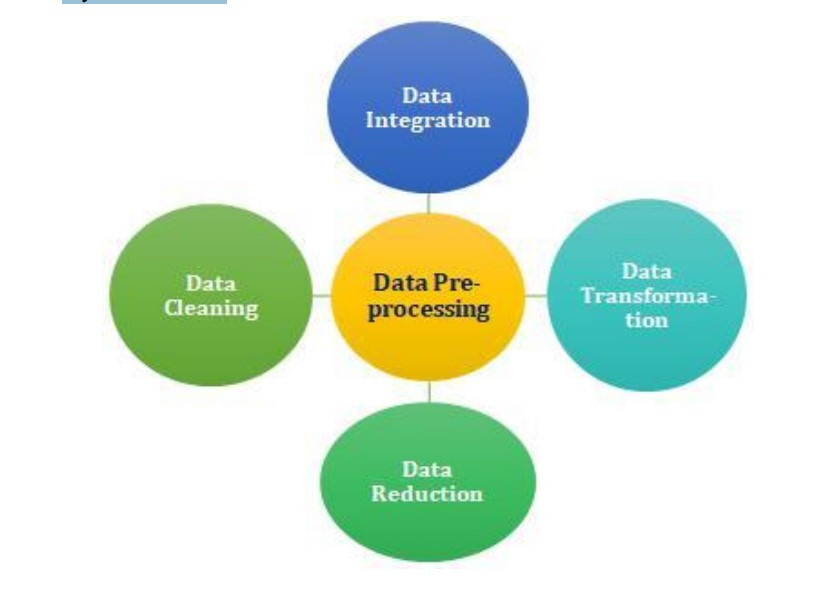 Data
Integration
Data
Cleaning
Data Pre-
processing
Data
Transforma-
tion
Data
Reduction